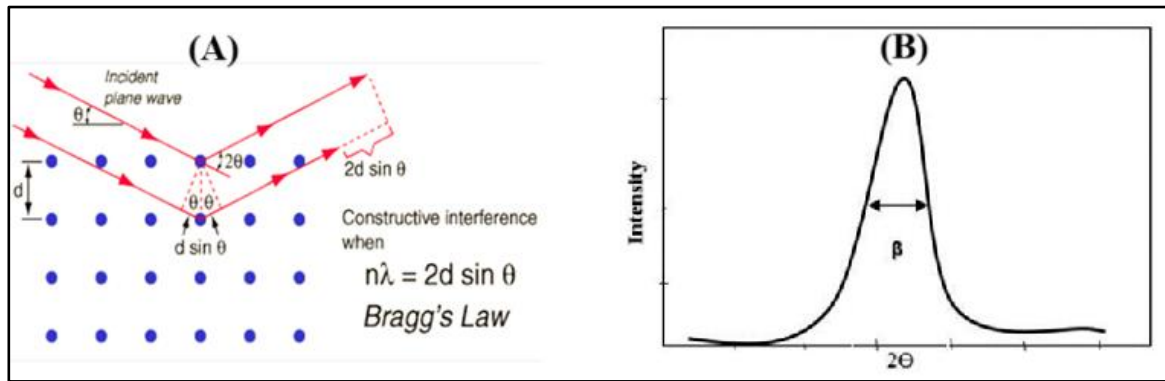 (A)
Incident
plane wave
θ
2θ
d
θ θ
d sin θ
2d sin θ
Constructive interference
when
nλ = 2d sin θ
Bragg's Law
(B)
Intensity
β
2Θ